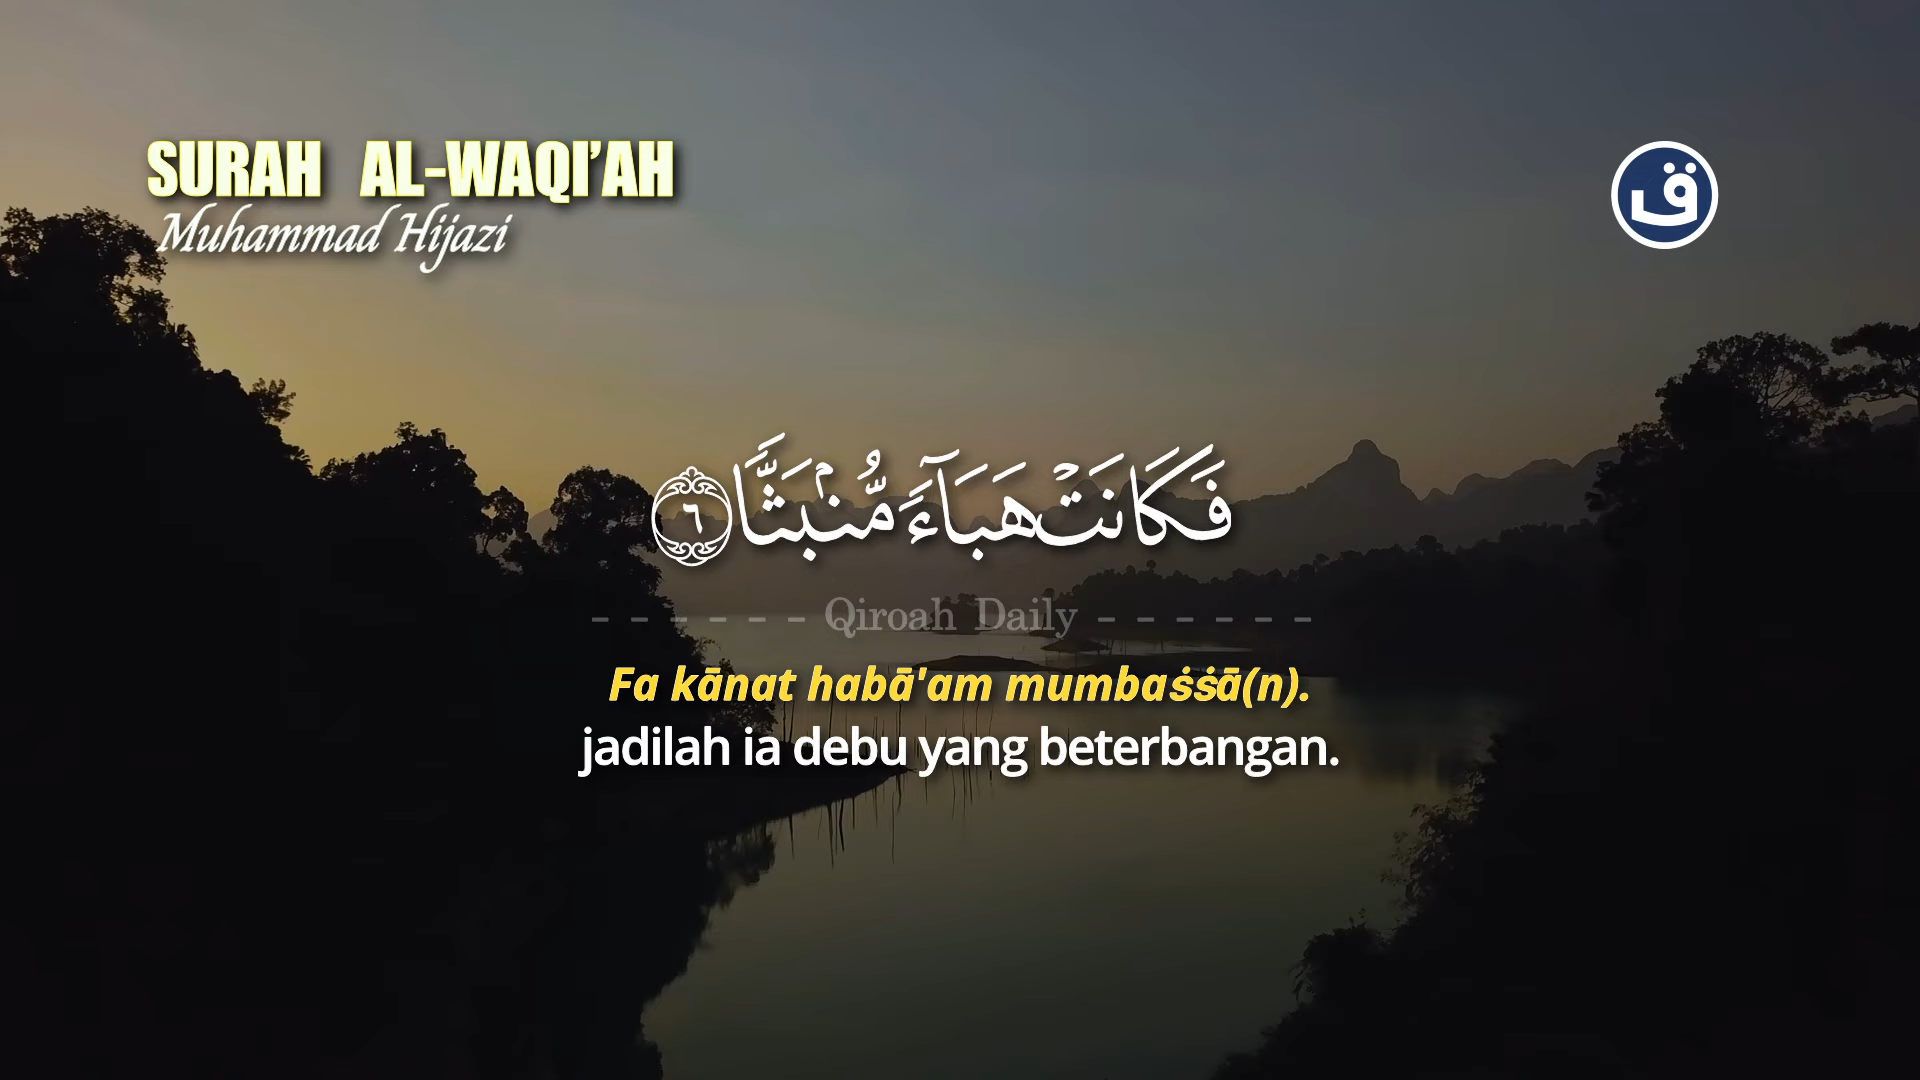 SURAH AL-WAQI’AH
Muhammad Hijazi
ق
فَكَانَتْ هَبَآءً مُّنْۢبَثًّا ٦
- - - - - - Qiroah Daily - - - - - -
Fa kānat habā'am mumbaṡṡā(n).
jadilah ia debu yang beterbangan.